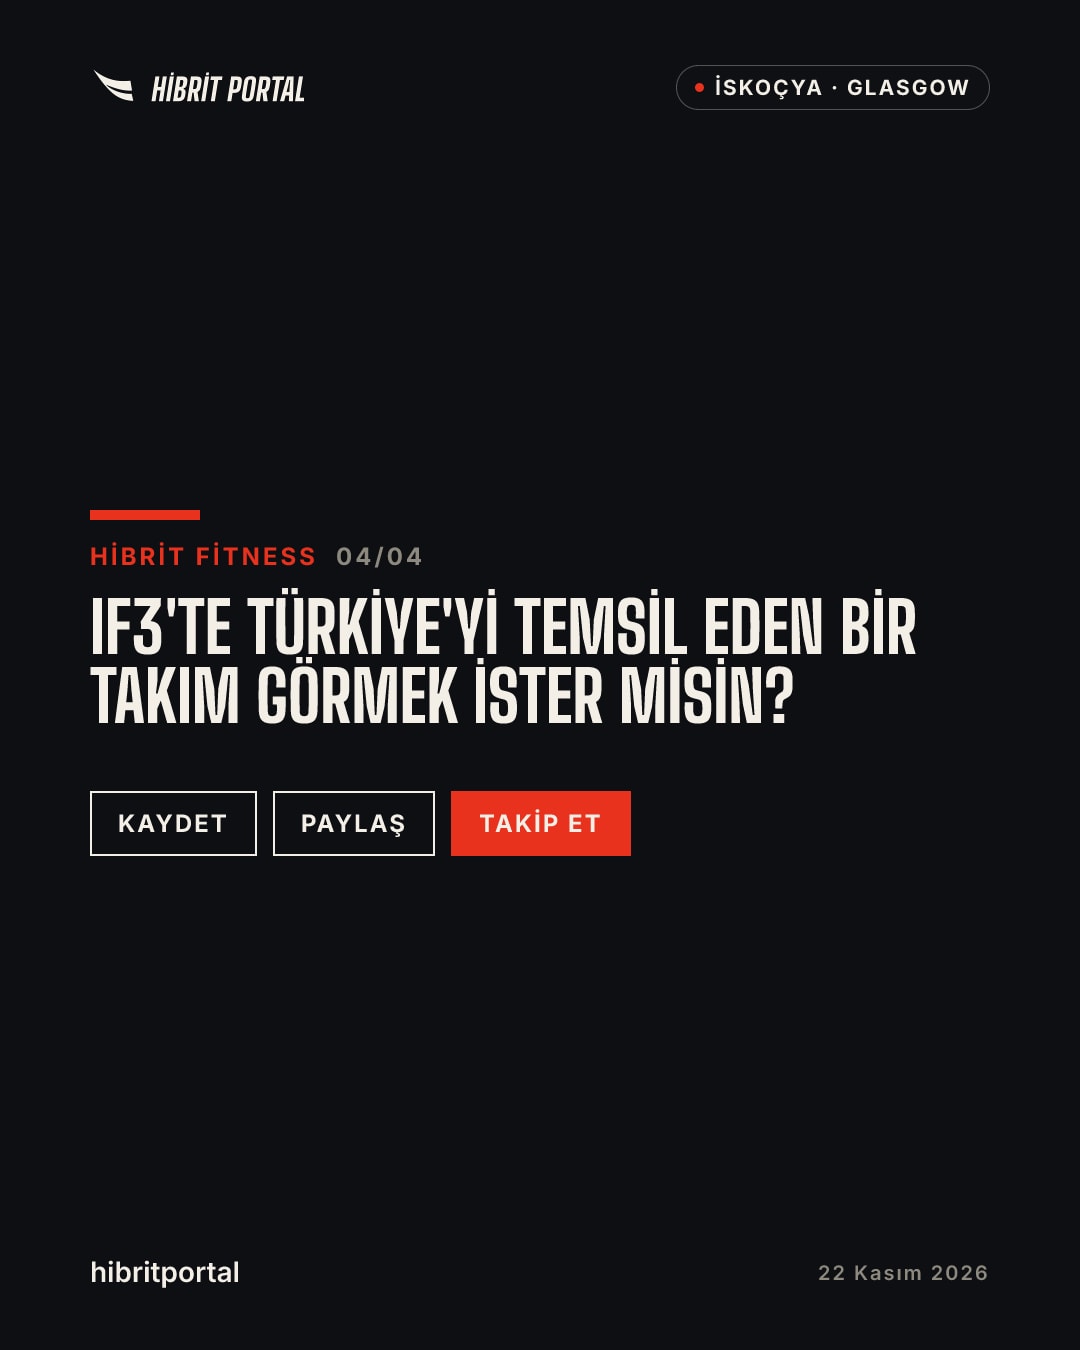 HİBRİT PORTAL
İSKOÇYA · GLASGOW
HİBRİT FİTNESS 04/04
IF3'TE TÜRKİYE'Yİ TEMSİL EDEN BİR
TAKIM GÖRMEK İSTER MİSİN?
KAYDET
PAYLAŞ
TAKİP ET
hibritportal
22 Kasım 2026